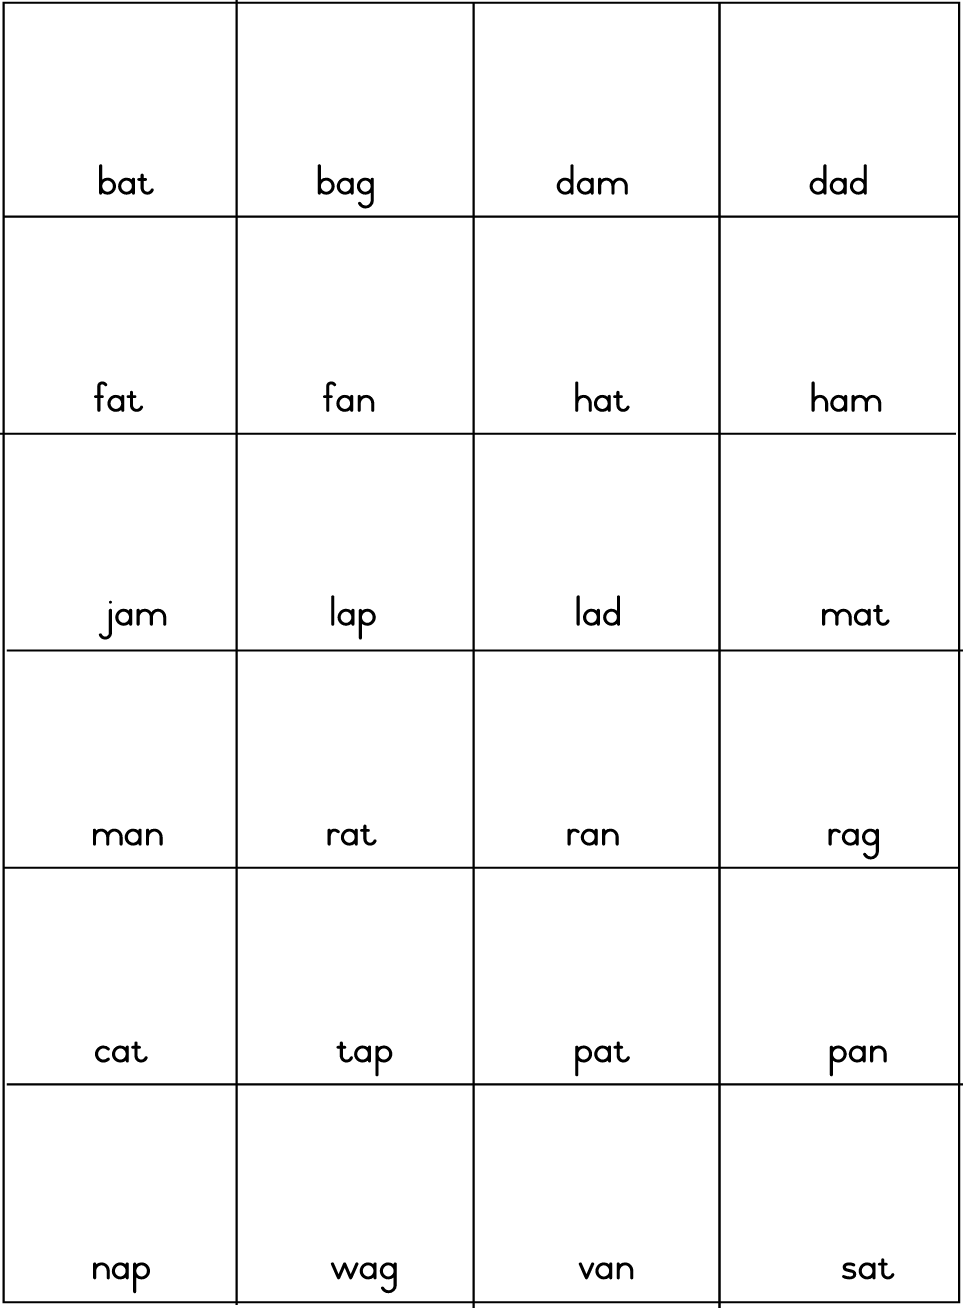 bat bag dam dad
fat fan hat ham
jam lap lad mat
man rat ran rag
cat tap pat pan
nap wag van sat